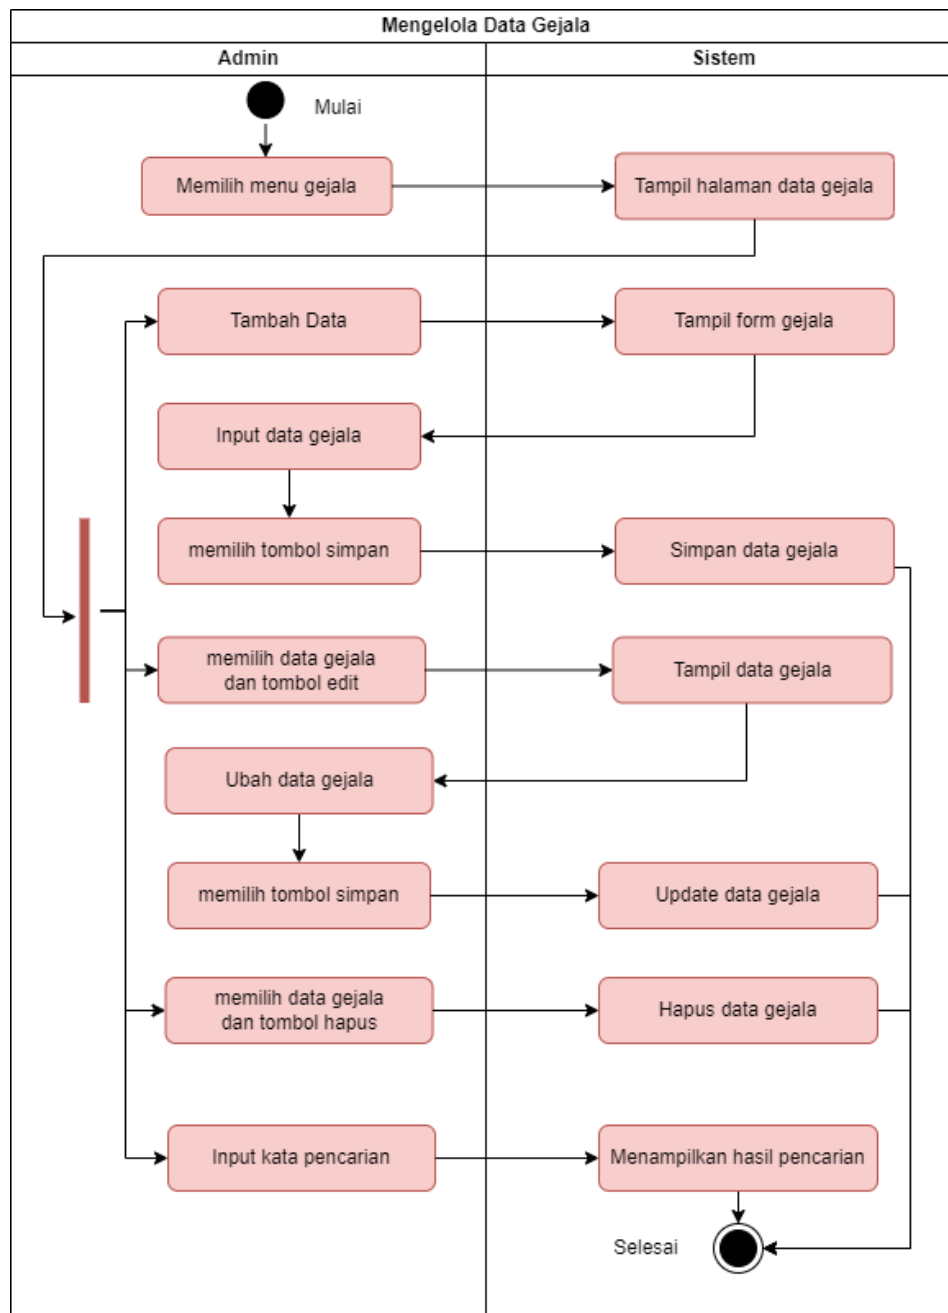 Mengelola Data Gejala
Admin
Sistem
Mulai
Memilih menu gejala
Tampil halaman data gejala
Tambah Data
Tampil form gejala
Input data gejala
memilih tombol simpan
Simpan data gejala
memilih data gejala
dan tombol edit
Tampil data gejala
Ubah data gejala
memilih tombol simpan
Update data gejala
memilih data gejala
dan tombol hapus
Hapus data gejala
Input kata pencarian
Menampilkan hasil pencarian
Selesai